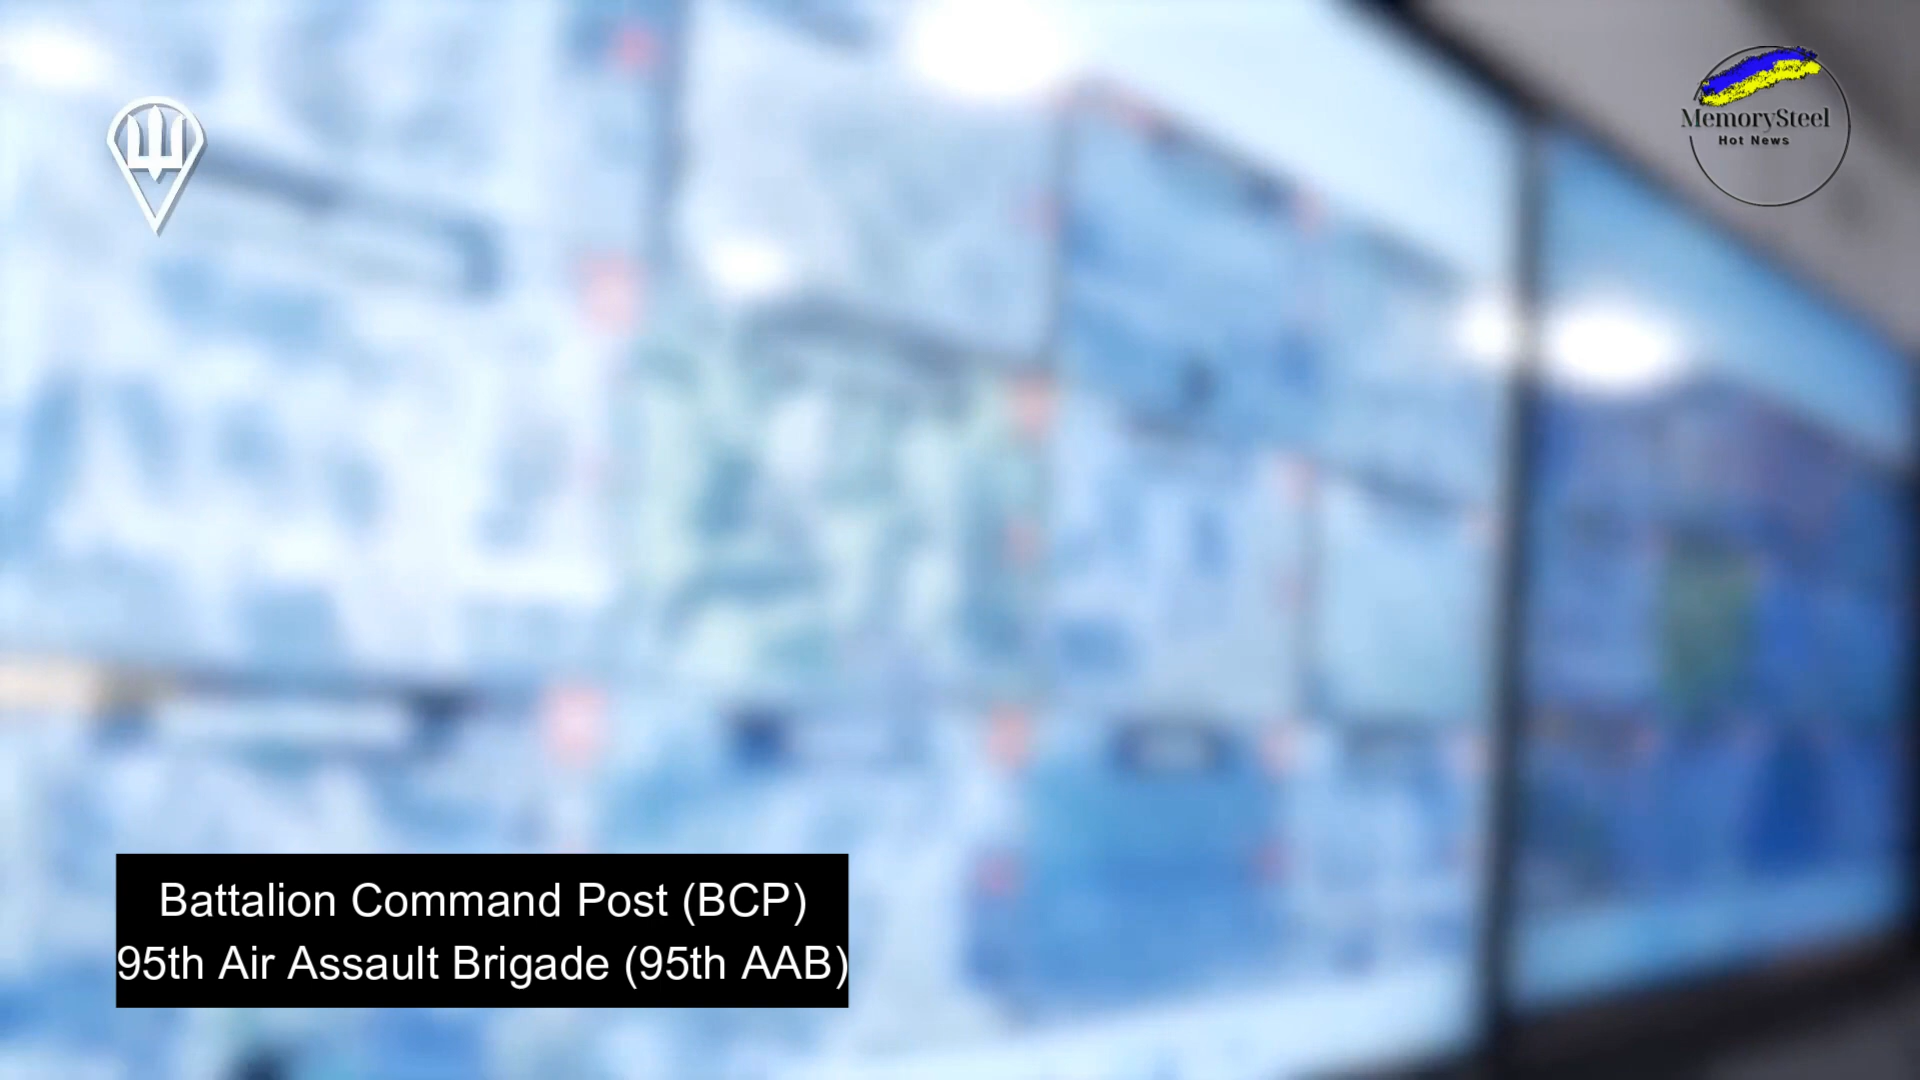 MemorySteel
Hot News
Battalion Command Post (BCP)
95th Air Assault Brigade (95th AAB)